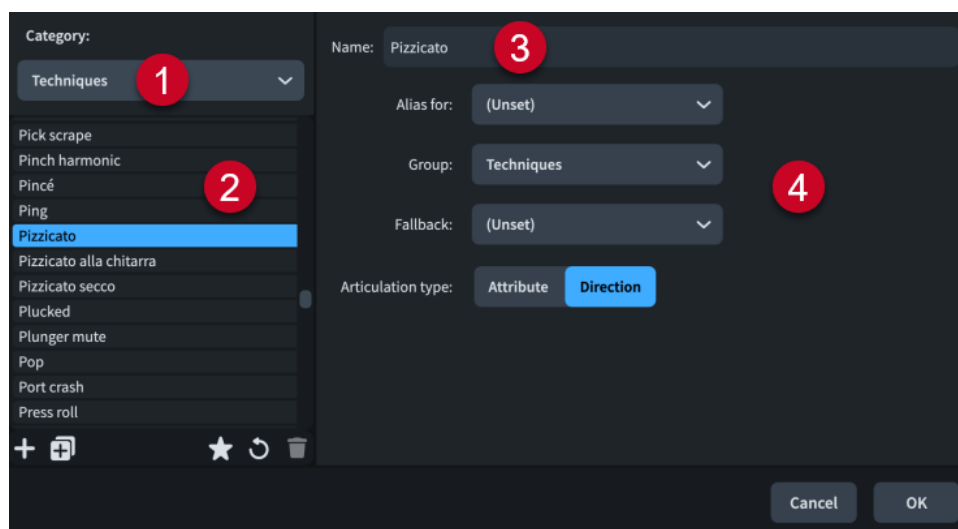 Category:
Techniques
1
Pick scrape
Pinch harmonic
Pincé
2
Ping
Pizzicato
Pizzicato alla chitarra
Pizzicato secco
Plucked
Plunger mute
Pop
Port crash
Press roll
Name: Pizzicato
3
Alias for: (Unset)
Group: Techniques
4
Fallback: (Unset)
Articulation type: Attribute Direction
Cancel OK